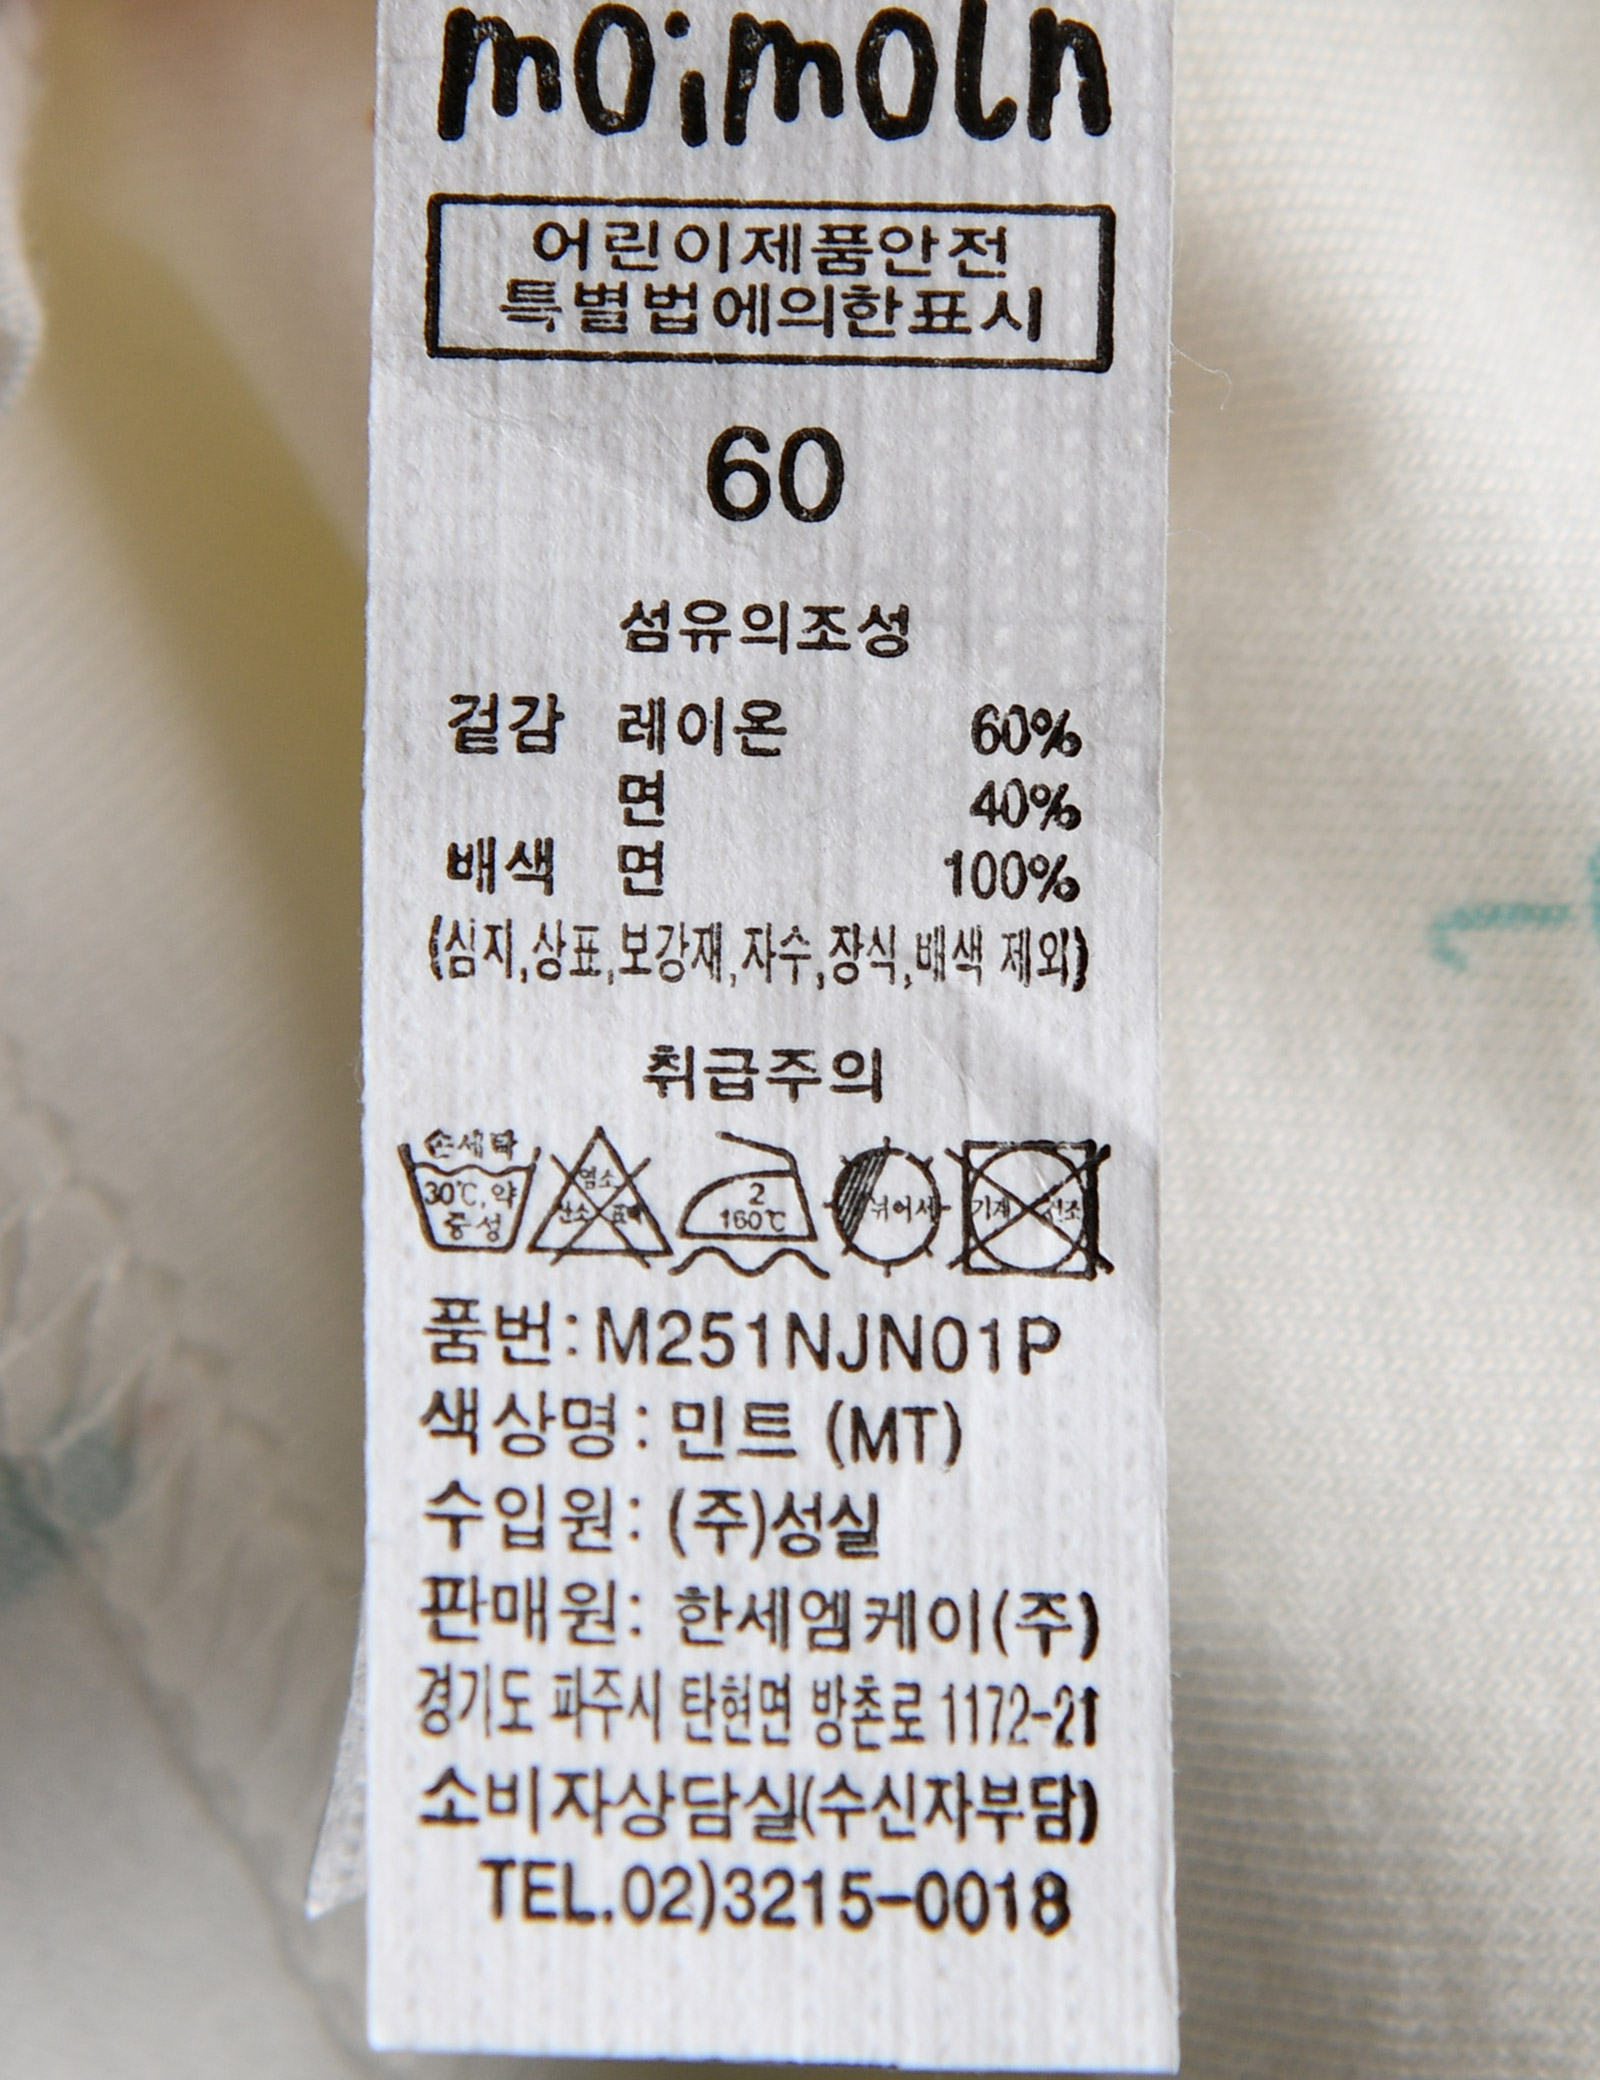 moimoln
어린이제품안전
특별법에의한표시
60
섬유의조성
겉감 레이온 60%
면 40%
배색 면 100%
(심지,상표,보강재,자수,장식,배색 제외)
취급주의
손세탁
30℃, 약
중성
염소
산소 표백
2
160℃
뉘어서
기계 건조
품번: M251NJN01P
색상명: 민트 (MT)
수입원: (주)성실
판매원: 한세엠케이(주)
경기도 파주시 탄현면 방촌로 1172-21
소비자상담실(수신자부담)
TEL.02)3215-0018